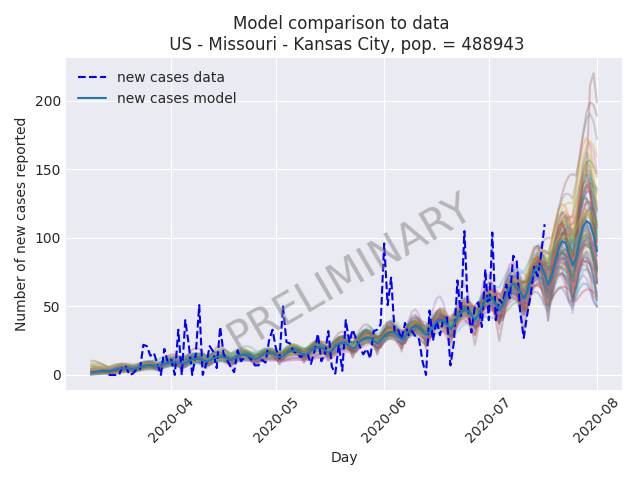 Model comparison to data
US - Missouri - Kansas City, pop. = 488943
new cases data
new cases model
Number of new cases reported
200
150
100
50
0
PRELIMINARY
2020-04
2020-05
2020-06
2020-07
2020-08
Day